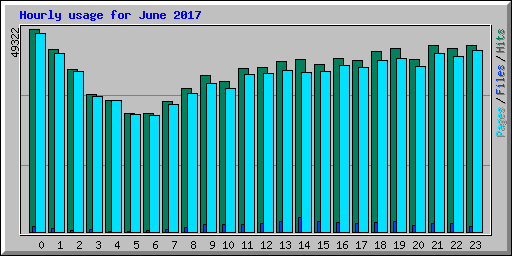 Hourly usage for June 2017
49322
Pages/Files/Hits
0 1 2 3 4 5 6 7 8 9 10 11 12 13 14 15 16 17 18 19 20 21 22 23